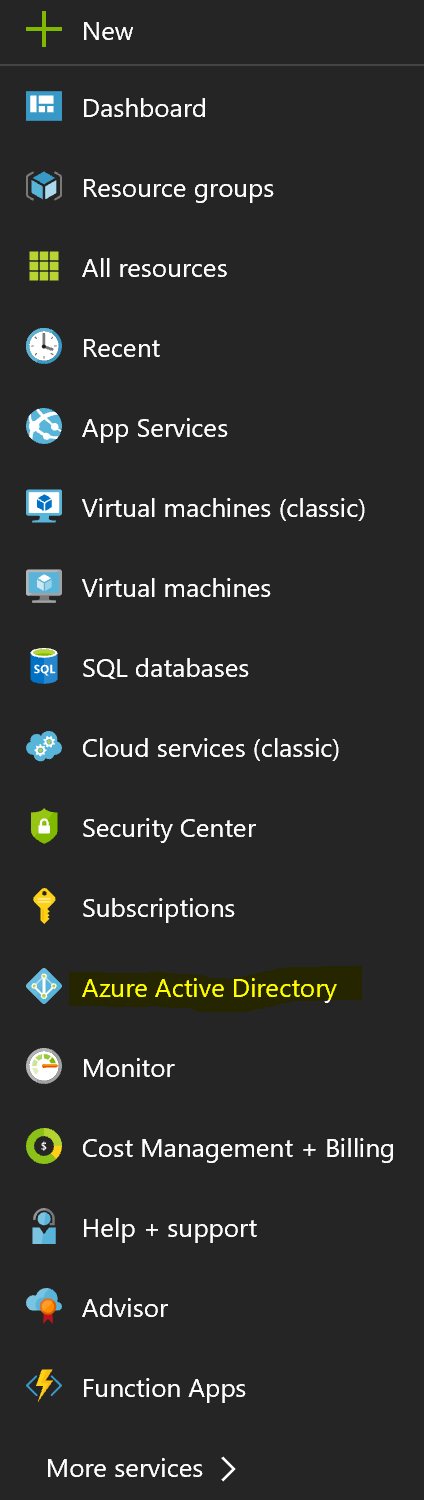 New
Dashboard
Resource groups
All resources
Recent
App Services
Virtual machines (classic)
Virtual machines
SQL
SQL databases
Cloud services (classic)
Security Center
Subscriptions
Azure Active Directory
Monitor
$
Cost Management + Billing
Help + support
Advisor
Function Apps
More services